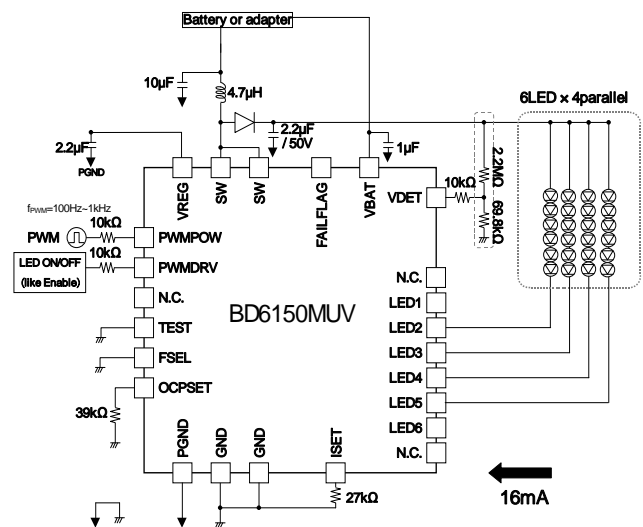 Battery or adapter
10µF
4.7µH
6LED × 4parallel
2.2µF
PGND
2.2µF
/ 50V
1µF
2.2MΩ
69.8kΩ
10kΩ
VREG
SW
SW
FAILFLAG
VBAT
VDET
fPWM=100Hz~1kHz
PWM
10kΩ
PWMPOW
LED ON/OFF
(like Enable)
10kΩ
PWMDRV
N.C.
TEST
FSEL
OCPSET
39kΩ
BD6150MUV
N.C.
LED1
LED2
LED3
LED4
LED5
LED6
N.C.
PGND
GND
GND
ISET
27kΩ
16mA